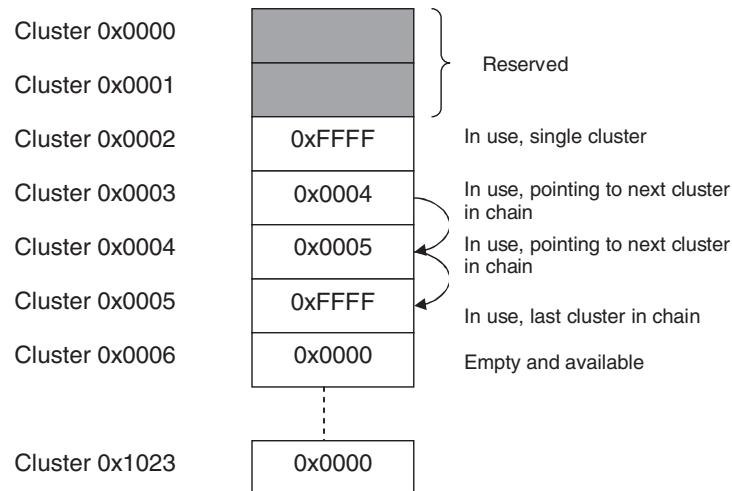 Cluster 0x0000
Cluster 0x0001
Reserved
Cluster 0x0002 0xFFFF In use, single cluster
Cluster 0x0003 0x0004 In use, pointing to next cluster
in chain
Cluster 0x0004 0x0005 In use, pointing to next cluster
in chain
Cluster 0x0005 0xFFFF In use, last cluster in chain
Cluster 0x0006 0x0000 Empty and available
Cluster 0x1023 0x0000